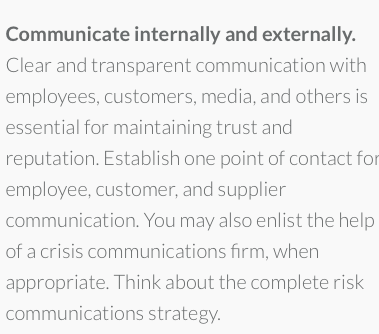 Communicate internally and externally.
Clear and transparent communication with
employees, customers, media, and others is
essential for maintaining trust and
reputation. Establish one point of contact for
employee, customer, and supplier
communication. You may also enlist the help
of a crisis communications firm, when
appropriate. Think about the complete risk
communications strategy.